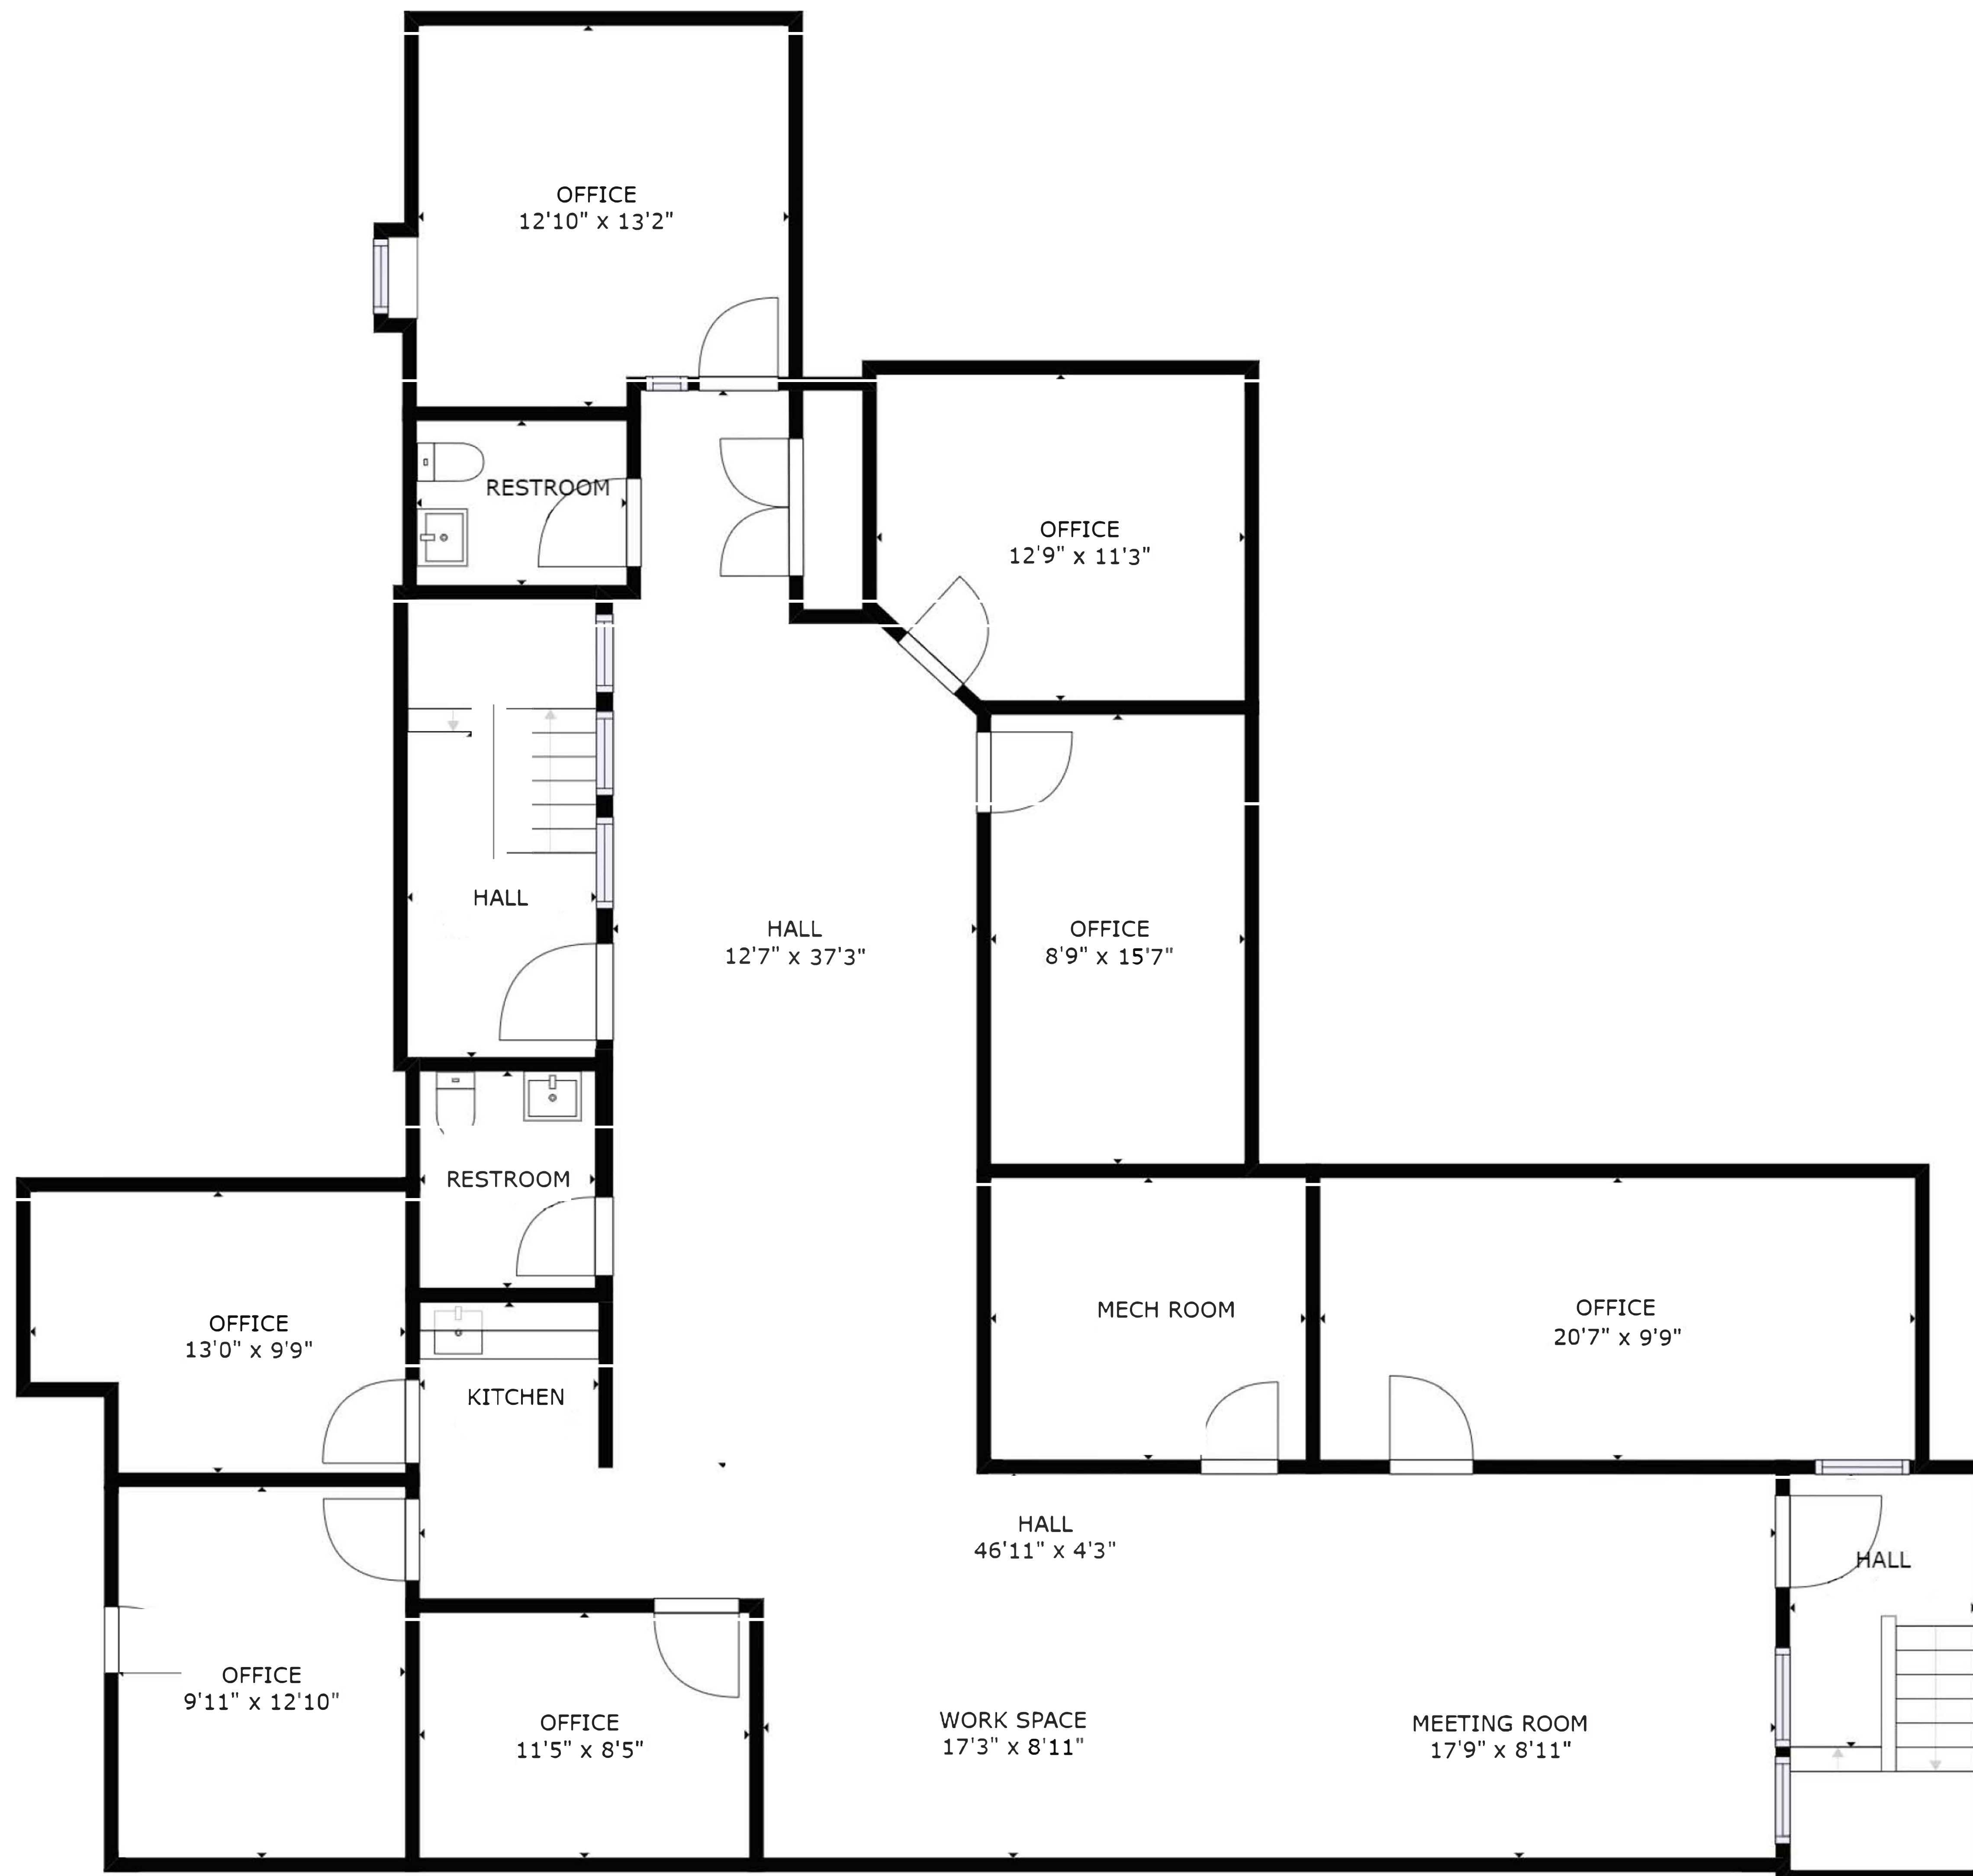 OFFICE
12'10" x 13'2"
RESTROOM
OFFICE
12'9" x 11'3"
HALL
HALL
12'7" x 37'3"
OFFICE
8'9" x 15'7"
RESTROOM
OFFICE
13'0" x 9'9"
KITCHEN
MECH ROOM
OFFICE
20'7" x 9'9"
HALL
46'11" x 4'3"
HALL
OFFICE
9'11" x 12'10"
OFFICE
11'5" x 8'5"
WORK SPACE
17'3" x 8'11"
MEETING ROOM
17'9" x 8'11"